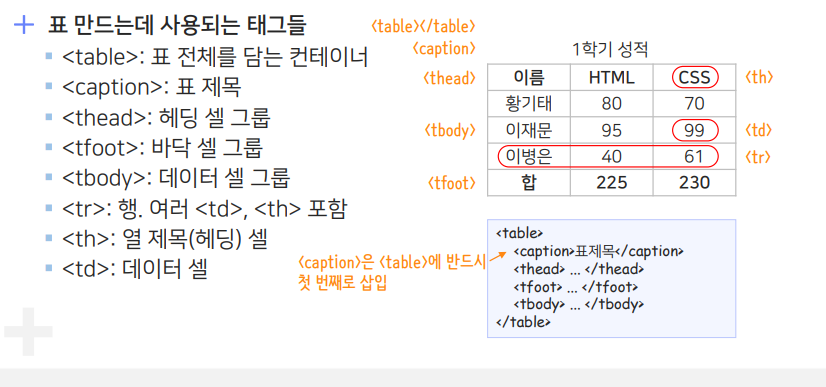 표 만드는데 사용되는 태그들
<table>: 표 전체를 담는 컨테이너
<caption>: 표 제목
<thead>: 헤딩 셀 그룹
<tfoot>: 바닥 셀 그룹
<tbody>: 데이터 셀 그룹
<tr>: 행. 여러 <td>, <th> 포함
<th>: 열 제목(헤딩) 셀
<td>: 데이터 셀
<table></table>
<caption> 1학기 성적
<thead> 이름 HTML CSS <th>
황기태 80 70
<tbody> 이재문 95 99 <td>
이병은 40 61 <tr>
<tfoot> 합 225 230
<caption>은 <table>에 반드시
첫 번째로 삽입
<table>
<caption>표제목</caption>
<thead> ... </thead>
<tfoot> ... </tfoot>
<tbody> ... </tbody>
</table>